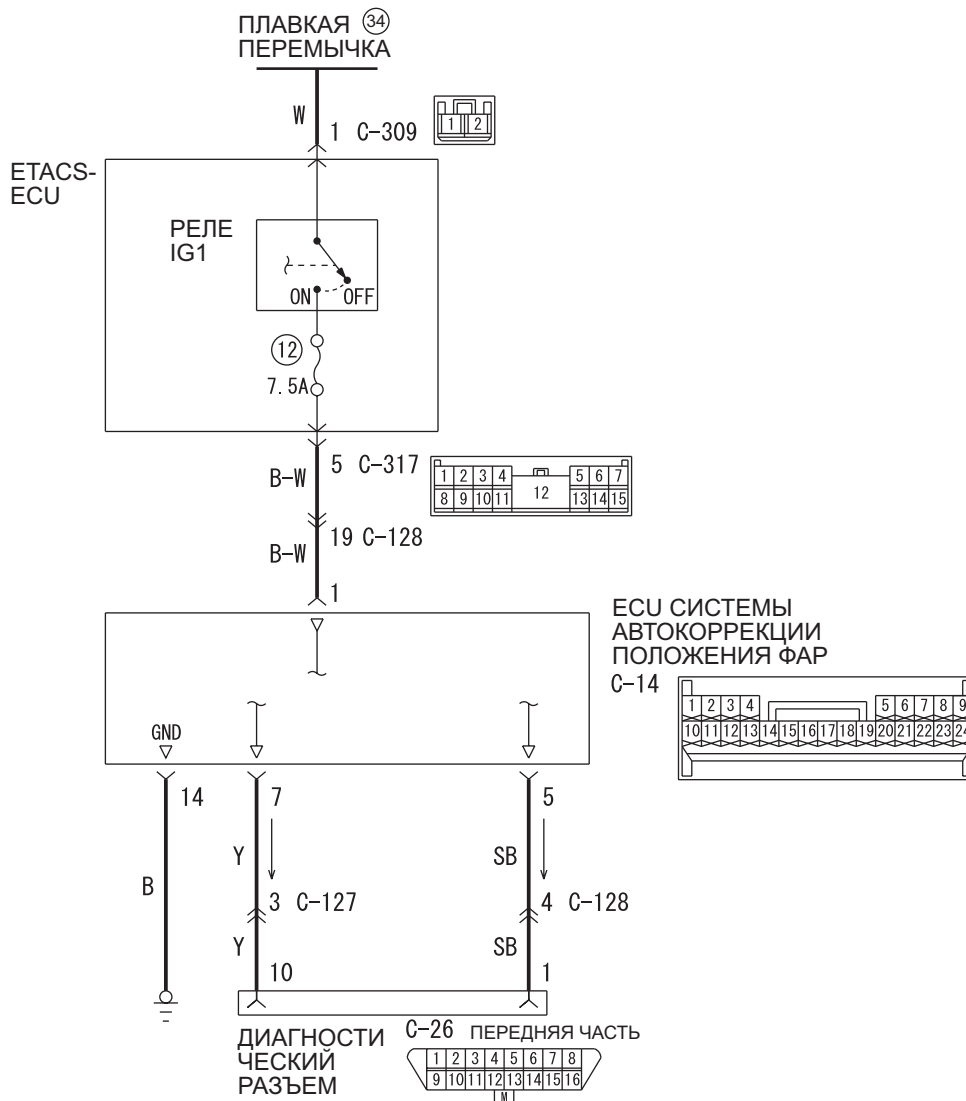 ПЛАВКАЯ 34
ПЕРЕМЫЧКА
W
1 C-309
1 2
ETACS-
ECU
РЕЛЕ
IG1
ON OFF
12
7.5A
5 C-317
B-W
1 2 3 4 5 6 7
8 9 10 11 12 13 14 15
19 C-128
B-W
1
ECU СИСТЕМЫ
АВТОКОРРЕКЦИИ
ПОЛОЖЕНИЯ ФАР
C-14
1 2 3 4 5 6 7 8 9
10 11 12 13 14 15 16 17 18 19 20 21 22 23 24
GND
14 7 5
Y SB
B
3 C-127 4 C-128
Y SB
10 1
ДИАГНОСТИ
ЧЕСКИЙ
РАЗЪЕМ
C-26 ПЕРЕДНЯЯ ЧАСТЬ
1 2 3 4 5 6 7 8
9 10 11 12 13 14 15 16
M